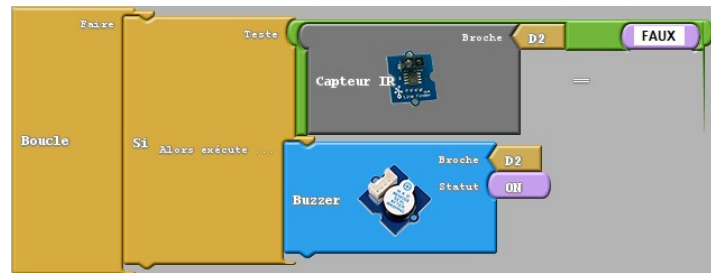 Faire
Teste
Broche
D2
FAUX
Capteur IR
=
Boucle
Si
Alors exécute ...
Broche
D2
Statut
ON
Buzzer